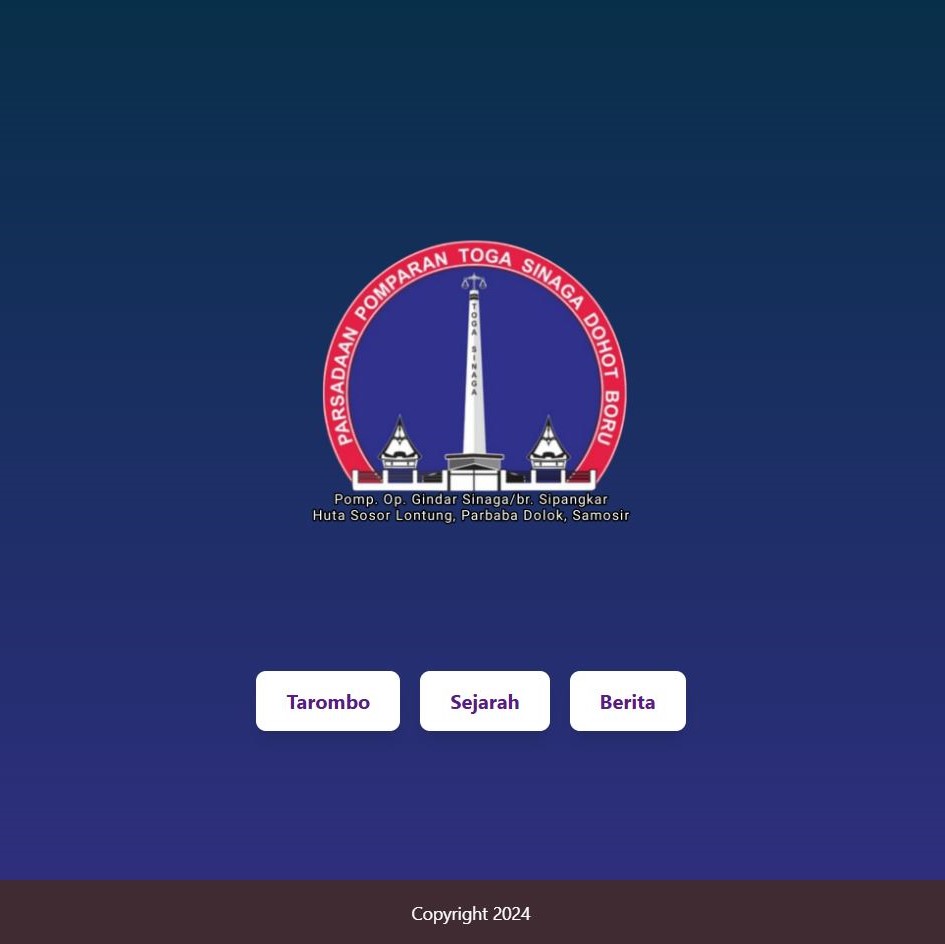 PARSADAAN POMPARAN TOGA SINAGA DOHOT BORU
TOGA SINAGA
Pomp. Op. Gindar Sinaga/br. Sipangkar
Huta Sosor Lontung, Parbaba Dolok, Samosir
Tarombo
Sejarah
Berita
Copyright 2024